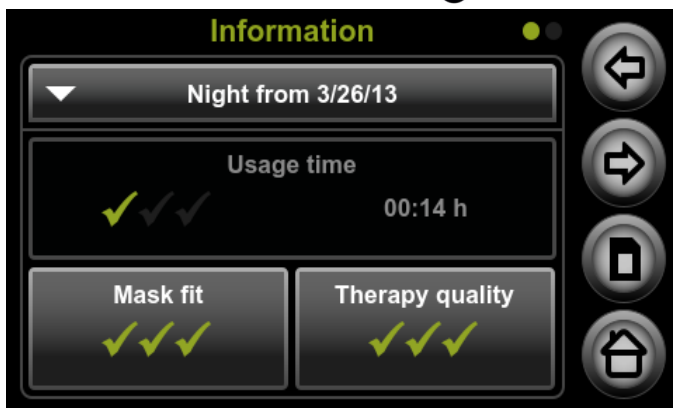 Information
Night from 3/26/13
Usage time
00:14 h
Mask fit
Therapy quality